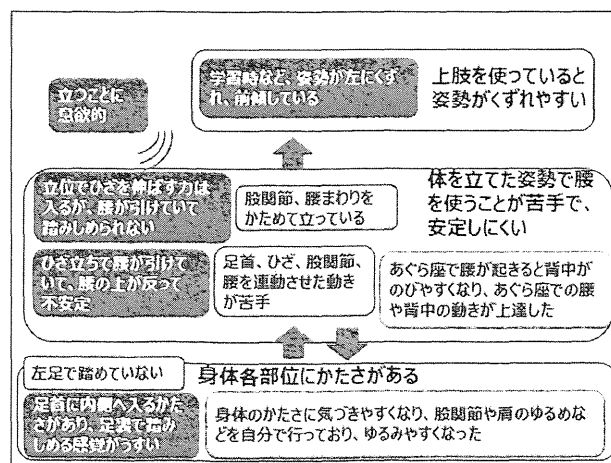 学習時など、姿勢が左にくず
れ、前傾している
上肢を使っていると
姿勢がくずれやすい
立つことに
意欲的
立位でひざを伸ばす力は
入るが、腰が引けていて
踏みしめられない
股関節、腰まわりを
かためて立っている
体を立てた姿勢で腰
を使うことが苦手で、
安定しにくい
ひざ立ちで腰が引けて
いて、腰の上が反って
不安定
足首、ひざ、股関節、
腰を連動させた動き
が苦手
あぐら座で腰が起きると背中が
のびやすくなり、あぐら座での腰
や背中の動きが上達した
左足で踏めていない
身体各部位にかたさがある
足首に内側へ入るかた
さがあり、足裏で踏み
しめる感覚がうすい
身体のかたさに気づきやすくなり、股関節や肩のゆるめな
どを自分で行っており、ゆるみやすくなった